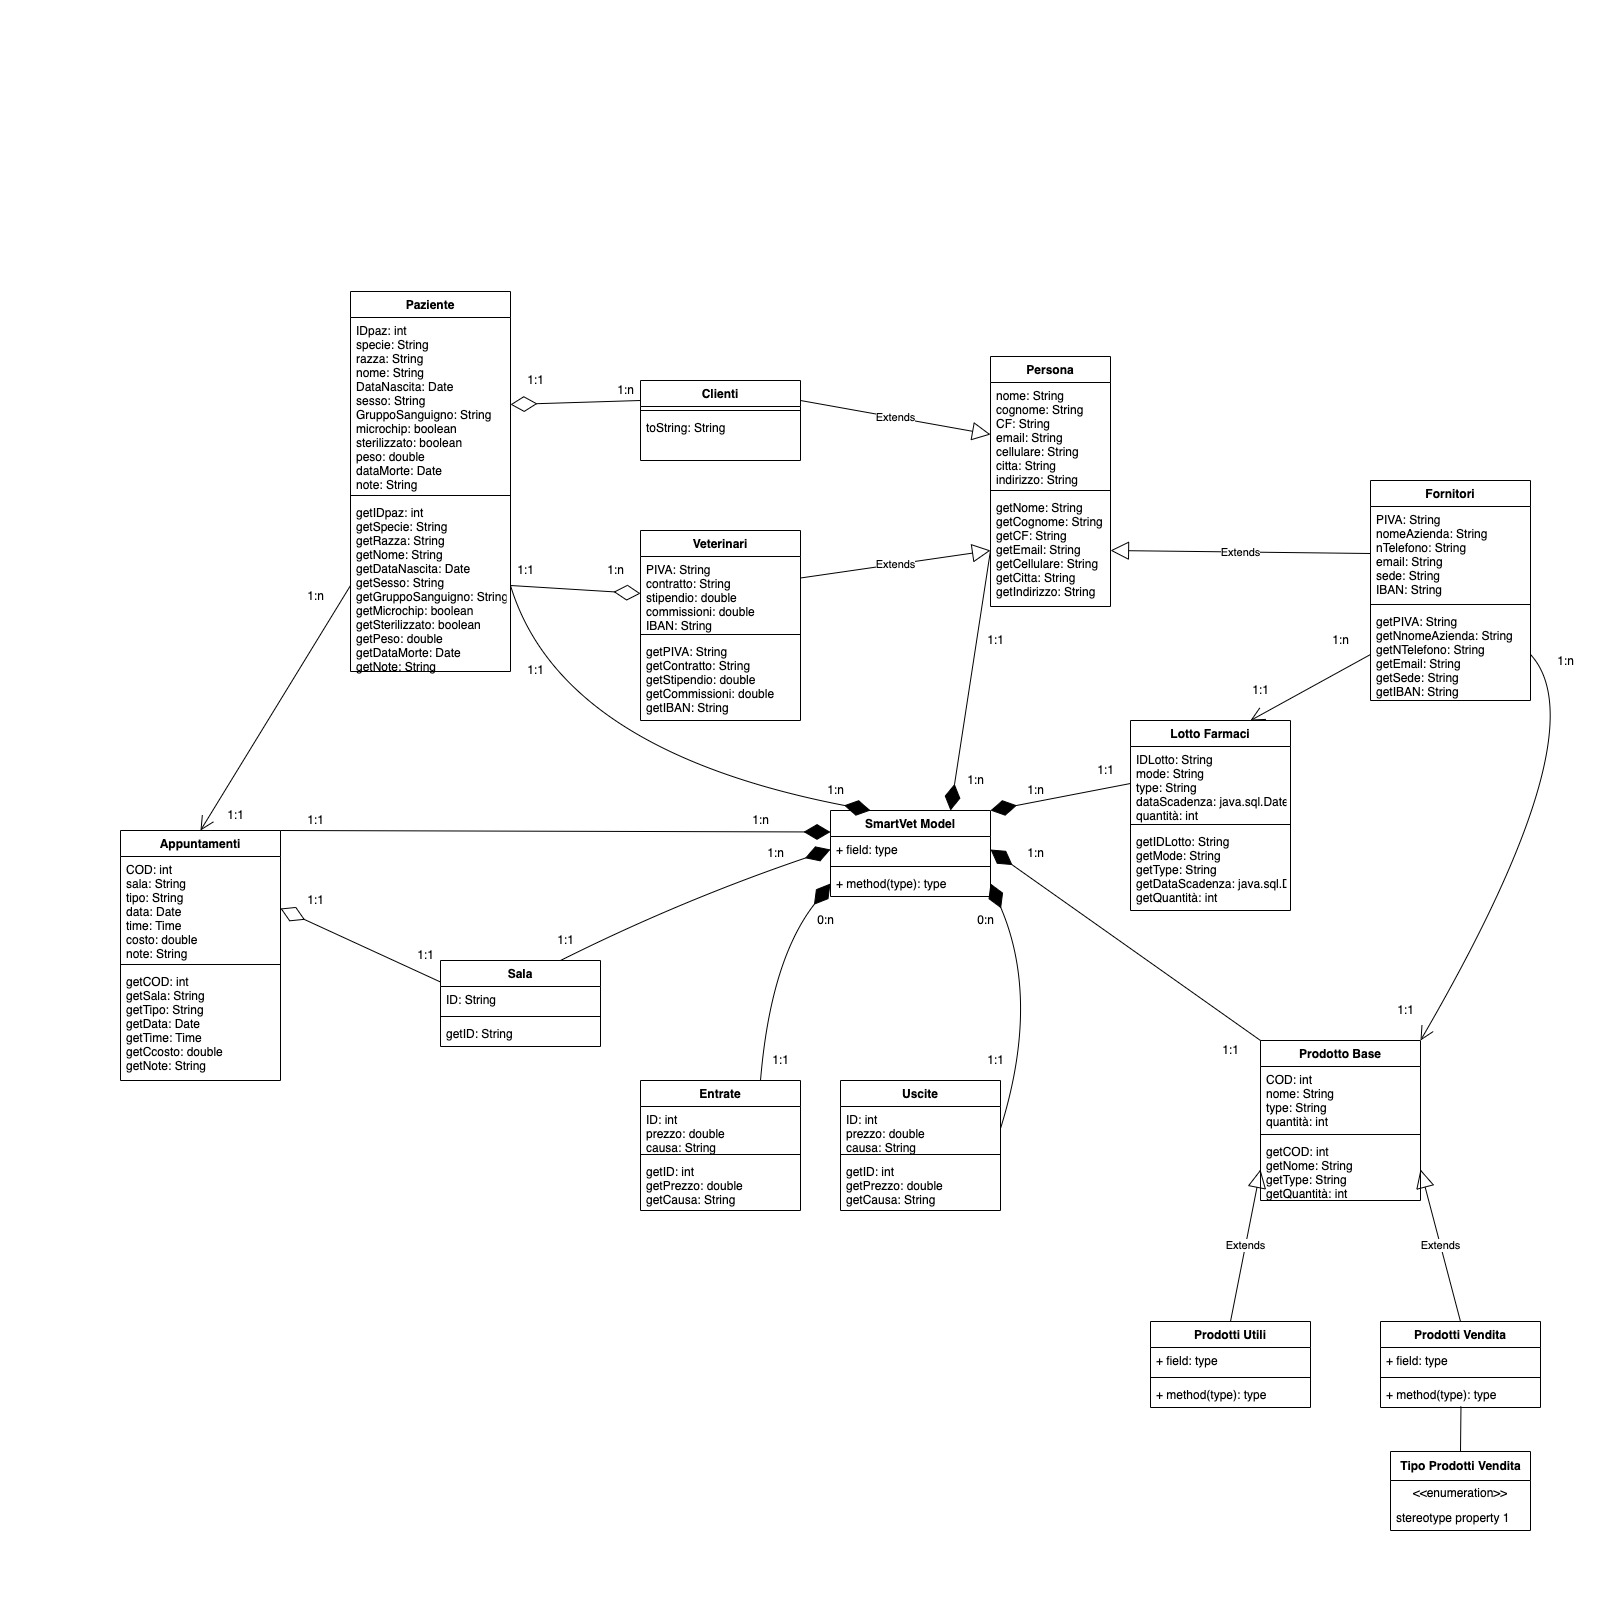 Paziente
IDpaz: int
specie: String
razza: String
nome: String
DataNascita: Date
sesso: String
GruppoSanguigno: String
microchip: boolean
sterilizzato: boolean
peso: double
dataMorte: Date
note: String
getIDpaz: int
getSpecie: String
getRazza: String
getNome: String
getDataNascita: Date
getSesso: String
getGruppoSanguigno: String
getMicrochip: boolean
getSterilizzato: boolean
getPeso: double
getDataMorte: Date
getNote: String
1:1
1:n
Clienti
toString: String
Extends
Persona
nome: String
cognome: String
CF: String
email: String
cellulare: String
citta: String
indirizzo: String
getNome: String
getCognome: String
getCF: String
getEmail: String
getCellulare: String
getCitta: String
getIndirizzo: String
Extends
Fornitori
PIVA: String
nomeAzienda: String
nTelefono: String
email: String
sede: String
IBAN: String
getPIVA: String
getNnomeAzienda: String
getNTelefono: String
getEmail: String
getSede: String
getIBAN: String
1:1
1:n
Veterinari
PIVA: String
contratto: String
stipendio: double
commissioni: double
IBAN: String
getPIVA: String
getContratto: String
getStipendio: double
getCommissioni: double
getIBAN: String
Extends
1:n
1:1
1:1
1:n
1:n
1:1
Lotto Farmaci
IDLotto: String
mode: String
type: String
dataScadenza: java.sql.Date
quantità: int
getIDLotto: String
getMode: String
getType: String
getDataScadenza: java.sql.D
getQuantità: int
1:n
1:n
1:n
1:1
1:1
1:1
1:n
1:n
1:n
SmartVet Model
+ field: type
+ method(type): type
Appuntamenti
COD: int
sala: String
tipo: String
data: Date
time: Time
costo: double
note: String
getCOD: int
getSala: String
getTipo: String
getData: Date
getTime: Time
getCcosto: double
getNote: String
1:1
1:1
1:1
0:n
0:n
Sala
ID: String
getID: String
1:1
1:1
1:1
1:1
Entrate
ID: int
prezzo: double
causa: String
getID: int
getPrezzo: double
getCausa: String
Uscite
ID: int
prezzo: double
causa: String
getID: int
getPrezzo: double
getCausa: String
Prodotto Base
COD: int
nome: String
type: String
quantità: int
getCOD: int
getNome: String
getType: String
getQuantità: int
Extends
Extends
Prodotti Utili
+ field: type
+ method(type): type
Prodotti Vendita
+ field: type
+ method(type): type
Tipo Prodotti Vendita
<<enumeration>>
stereotype property 1